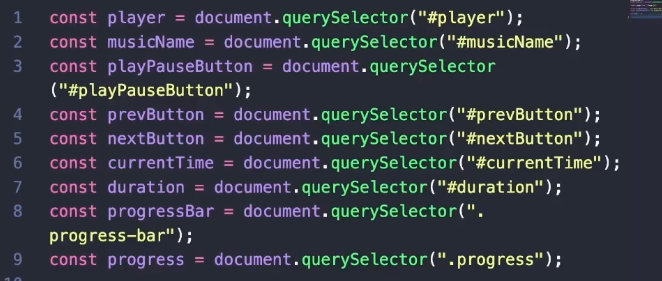 1 const player = document.querySelector("#player");
2 const musicName = document.querySelector("#musicName");
3 const playPauseButton = document.querySelector
("#playPauseButton");
4 const prevButton = document.querySelector("#prevButton");
5 const nextButton = document.querySelector("#nextButton");
6 const currentTime = document.querySelector("#currentTime");
7 const duration = document.querySelector("#duration");
8 const progressBar = document.querySelector(".
progress-bar");
9 const progress = document.querySelector(".progress");